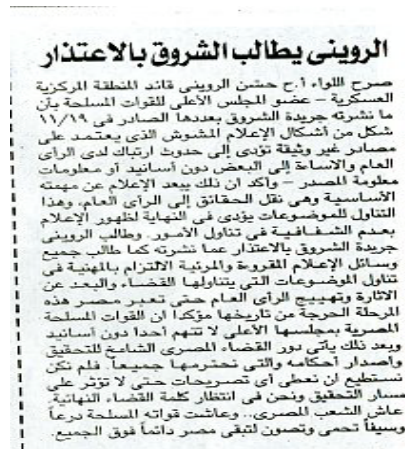 الروينى يطالب الشروق بالاعتذار
صرح اللواء أ.ح حسن الروينى قائد المنطقة المركزية
العسكرية – عضو المجلس الأعلى للقوات المسلحة بأن
ما نشرته جريدة الشروق بعددها الصادر فى ١١/١٩
شكل من أشكال الإعلام المشوش الذي يعتمد على
مصادر غير وثيقة تؤدى إلى حدوث ارتباك لدى الرأى
العام والاساءة إلى البعض دون أسانيد أو معلومات
معلومة المصدر – وأكد ان ذلك يبعد الإعلام عن مهمته
الأساسية وهى نقل الحقائق إلى الرأى العام، وهذا
التناول للموضوعات يؤدى فى النهاية لظهور الإعلام
بعدم الشفافية فى تناول الأمور. وطالب الروينى
جريدة الشروق بالاعتذار عما نشرته كما طالب جميع
وسائل الإعلام المقروءة والمرئية الالتزام بالمهنية فى
تناول الموضوعات التى يتناولها القضاء والبعد عن
الاثارة وتهييج الرأى العام حتى تعبر مصر هذه
المرحلة الحرجة من تاريخها مؤكدا ان القوات المسلحة
المصرية بمجلسها الأعلى لا تتهم أحدا دون أسانيد
وبعد ذلك يأتى دور القضاء المصرى الشامخ للتحقيق
واصدار أحكامه والتى نحترمها جميعاً. فلم نكن
نستطيع ان نعطى أى تصريحات حتى لا تؤثر على
مسار التحقيق ونحن فى انتظار كلمة القضاء النهائية.
عاش الشعب المصرى.. وعاشت قواته المسلحة درعاً
وسيفاً تحمى وتصون لتبقى مصر دائماً فوق الجميع.